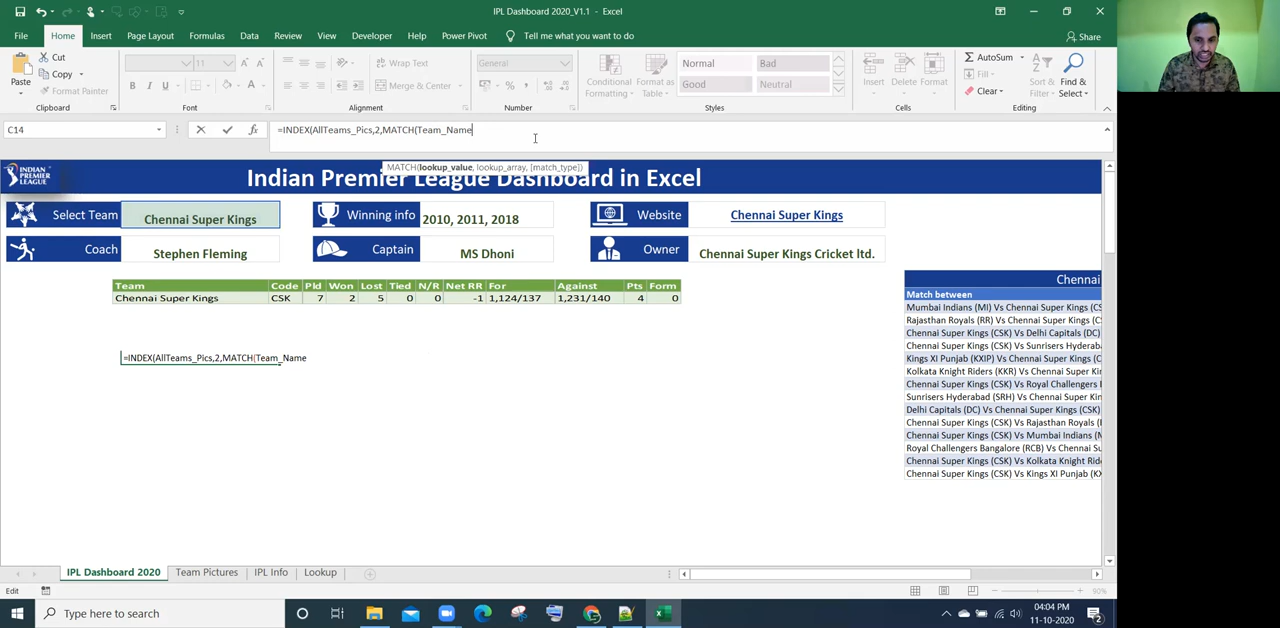 IPL Dashboard 2020_V1.1 - Excel
File Home Insert Page Layout Formulas Data Review View Developer Help Power Pivot Tell me what you want to do Share
Paste
Cut
Copy
Format Painter
Clipboard
11
B I U
Font
Wrap Text
Merge & Center
Alignment
General
%
Number
Conditional Formatting
Format as Table
Normal Bad
Good Neutral
Styles
Insert Delete Format
Cells
AutoSum
Fill
Clear
Sort & Filter
Find & Select
Editing
C14 fx =INDEX(AllTeams_Pics,2,MATCH(Team_Name
MATCH(lookup_value, lookup_array, [match_type])
INDIAN PREMIER LEAGUE
Indian Premier League Dashboard in Excel
Select Team Chennai Super Kings Winning info 2010, 2011, 2018 Website Chennai Super Kings
Coach Stephen Fleming Captain MS Dhoni Owner Chennai Super Kings Cricket ltd.
Team Code Pld Won Lost Tied N/R Net RR For Against Pts Form
Chennai Super Kings CSK 7 2 5 0 0 -1 1,124/137 1,231/140 4 0
=INDEX(AllTeams_Pics,2,MATCH(Team_Name
Chennai
Match between
Mumbai Indians (MI) Vs Chennai Super Kings (CS
Rajasthan Royals (RR) Vs Chennai Super Kings (C
Chennai Super Kings (CSK) Vs Delhi Capitals (DC)
Chennai Super Kings (CSK) Vs Sunrisers Hyderab
Kings XI Punjab (KXIP) Vs Chennai Super Kings (C
Kolkata Knight Riders (KKR) Vs Chennai Super Kin
Chennai Super Kings (CSK) Vs Royal Challengers
Sunrisers Hyderabad (SRH) Vs Chennai Super Kin
Delhi Capitals (DC) Vs Chennai Super Kings (CSK)
Chennai Super Kings (CSK) Vs Rajasthan Royals (
Chennai Super Kings (CSK) Vs Mumbai Indians (M
Royal Challengers Bangalore (RCB) Vs Chennai Su
Chennai Super Kings (CSK) Vs Kolkata Knight Ride
Chennai Super Kings (CSK) Vs Kings XI Punjab (KX
IPL Dashboard 2020 Team Pictures IPL Info Lookup
Edit 90%
Type here to search
04:04 PM
11-10-2020
2